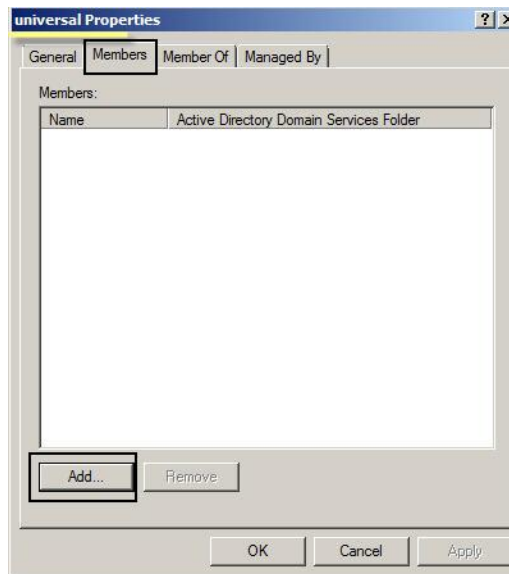 universal Properties
General Members Member Of Managed By
Members:
Name Active Directory Domain Services Folder
Add... Remove
OK Cancel Apply